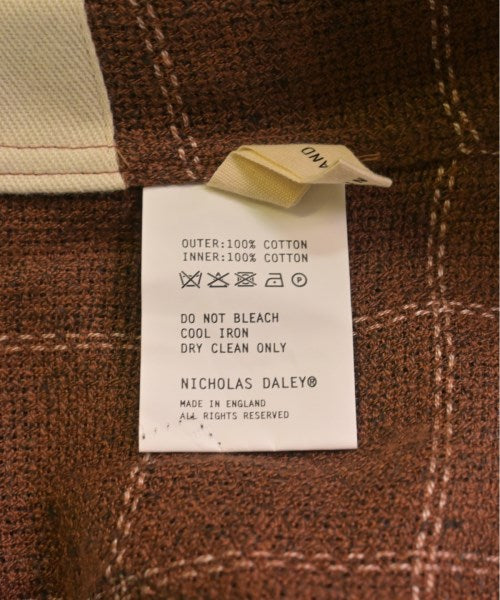 AND
OUTER:100% COTTON
INNER:100% COTTON
P
DO NOT BLEACH
COOL IRON
DRY CLEAN ONLY
NICHOLAS DALEY®
MADE IN ENGLAND
ALL RIGHTS RESERVED